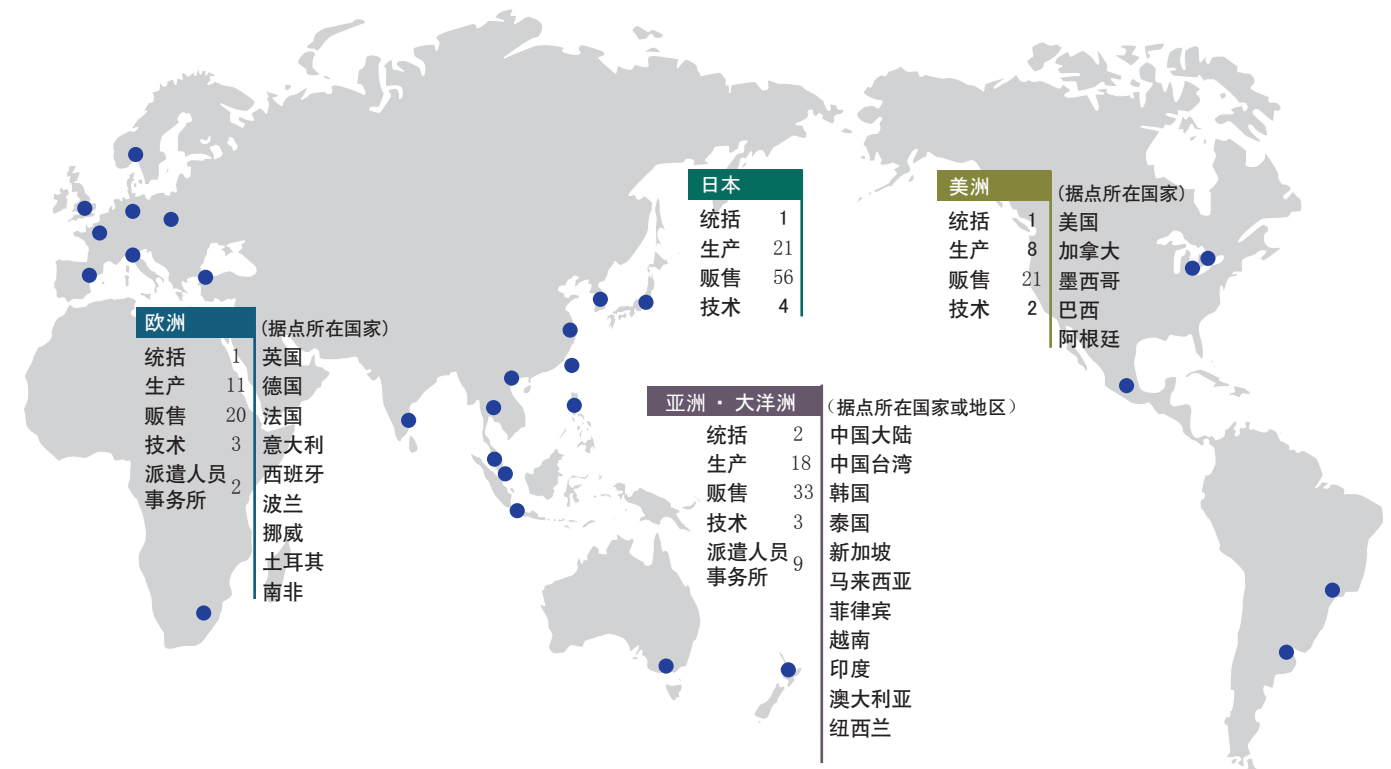 日本
统括 1
生产 21
贩售 56
技术 4
美洲
(据点所在国家)
统括 1
生产 8
贩售 21
技术 2
美国
加拿大
墨西哥
巴西
阿根廷
欧洲
(据点所在国家)
统括 1
生产 11
贩售 20
技术 3
派遣人员
事务所 2
英国
德国
法国
意大利
西班牙
波兰
挪威
土耳其
南非
亚洲 · 大洋洲
(据点所在国家或地区)
统括 2
生产 18
贩售 33
技术 3
派遣人员
事务所 9
中国大陆
中国台湾
韩国
泰国
新加坡
马来西亚
菲律宾
越南
印度
澳大利亚
纽西兰